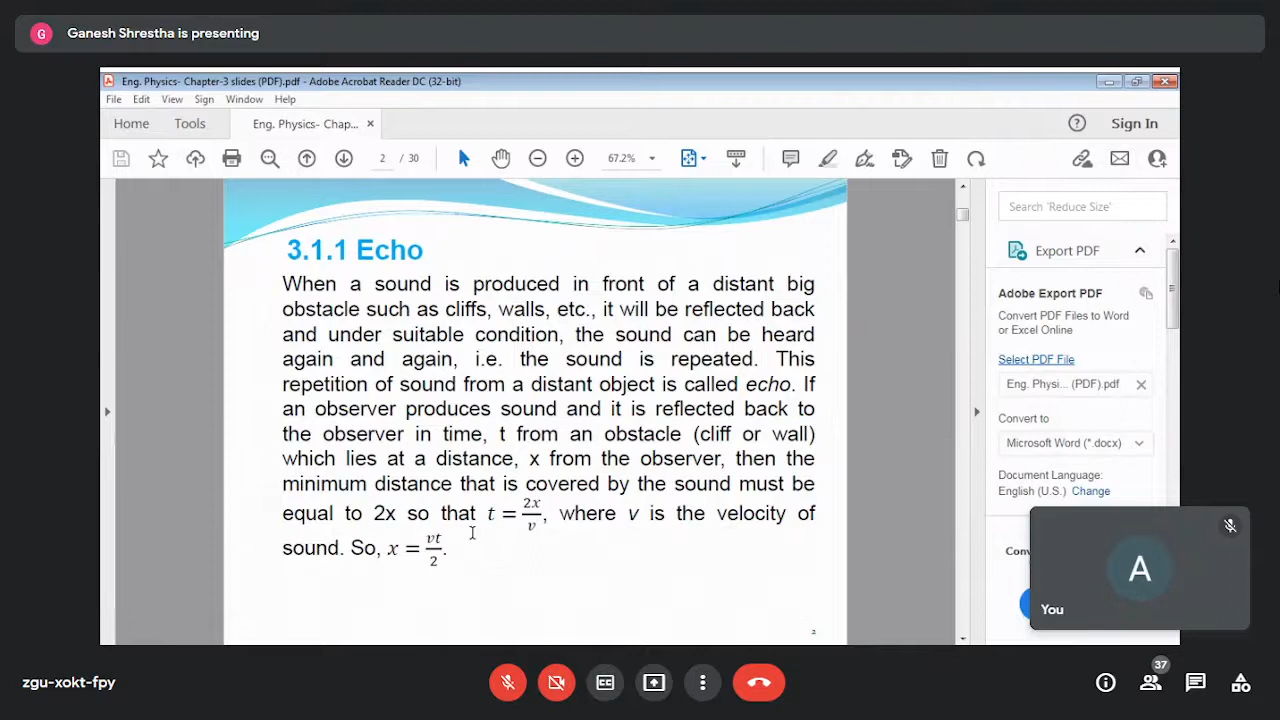 G Ganesh Shrestha is presenting
Eng. Physics- Chapter-3 slides (PDF).pdf - Adobe Acrobat Reader DC (32-bit)
File Edit View Sign Window Help
Home Tools Eng. Physics- Chap... × ? Sign In
2 / 30 67.2%
3.1.1 Echo
When a sound is produced in front of a distant big
obstacle such as cliffs, walls, etc., it will be reflected back
and under suitable condition, the sound can be heard
again and again, i.e. the sound is repeated. This
repetition of sound from a distant object is called echo. If
an observer produces sound and it is reflected back to
the observer in time, t from an obstacle (cliff or wall)
which lies at a distance, x from the observer, then the
minimum distance that is covered by the sound must be
equal to 2x so that t = 2x/v, where v is the velocity of
sound. So, x = vt/2.
2
Search 'Reduce Size'
Export PDF
Adobe Export PDF
Convert PDF Files to Word
or Excel Online
Select PDF File
Eng. Physi... (PDF).pdf ×
Convert to
Microsoft Word (*.docx)
Document Language:
English (U.S.) Change
Conv
A
You
zgu-xokt-fpy
CC
37